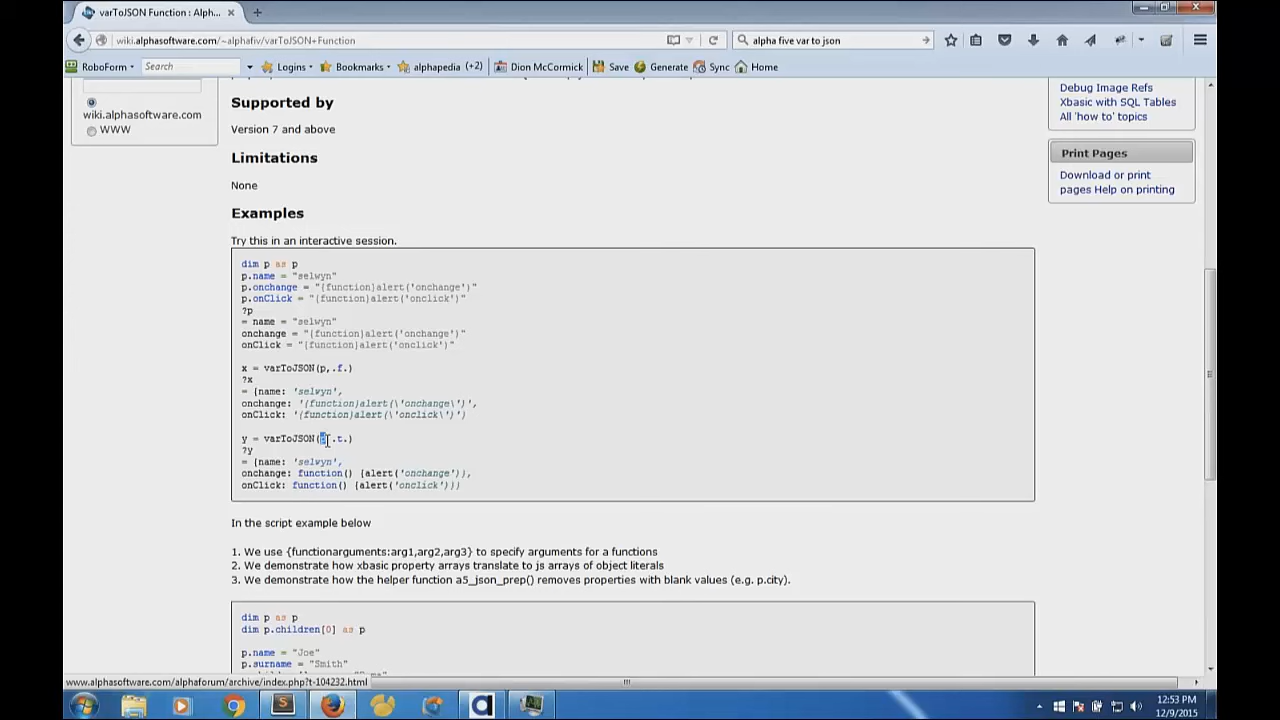 varToJSON Function : Alph...
wiki.alphasoftware.com/~alphafiv/varToJSON+Function
alpha five var to json
RoboForm
Search
Logins
Bookmarks
alphapedia (+2)
Dion McCormick
Save
Generate
Sync
Home
wiki.alphasoftware.com
WWW
Supported by
Version 7 and above
Limitations
None
Examples
Try this in an interactive session.
dim p as p
p.name = "selwyn"
p.onchange = "{function}alert('onchange')"
p.onClick = "{function}alert('onclick')"
?p
= name = "selwyn"
onchange = "{function}alert('onchange')"
onClick = "{function}alert('onclick')"
x = varToJSON(p,.f.)
?x
= {name: 'selwyn',
onchange: '{function}alert(\'onchange\')',
onClick: '{function}alert(\'onclick\')'}
y = varToJSON(p,.t.)
?y
= {name: 'selwyn',
onchange: function() {alert('onchange')},
onClick: function() {alert('onclick')}}
In the script example below
1. We use {functionarguments:arg1,arg2,arg3} to specify arguments for a functions
2. We demonstrate how xbasic property arrays translate to js arrays of object literals
3. We demonstrate how the helper function a5_json_prep() removes properties with blank values (e.g. p.city).
dim p as p
dim p.children[0] as p
p.name = "Joe"
p.surname = "Smith"
Debug Image Refs
Xbasic with SQL Tables
All 'how to' topics
Print Pages
Download or print
pages Help on printing
www.alphasoftware.com/alphaforum/archive/index.php?t-104232.html
12:53 PM
12/9/2015